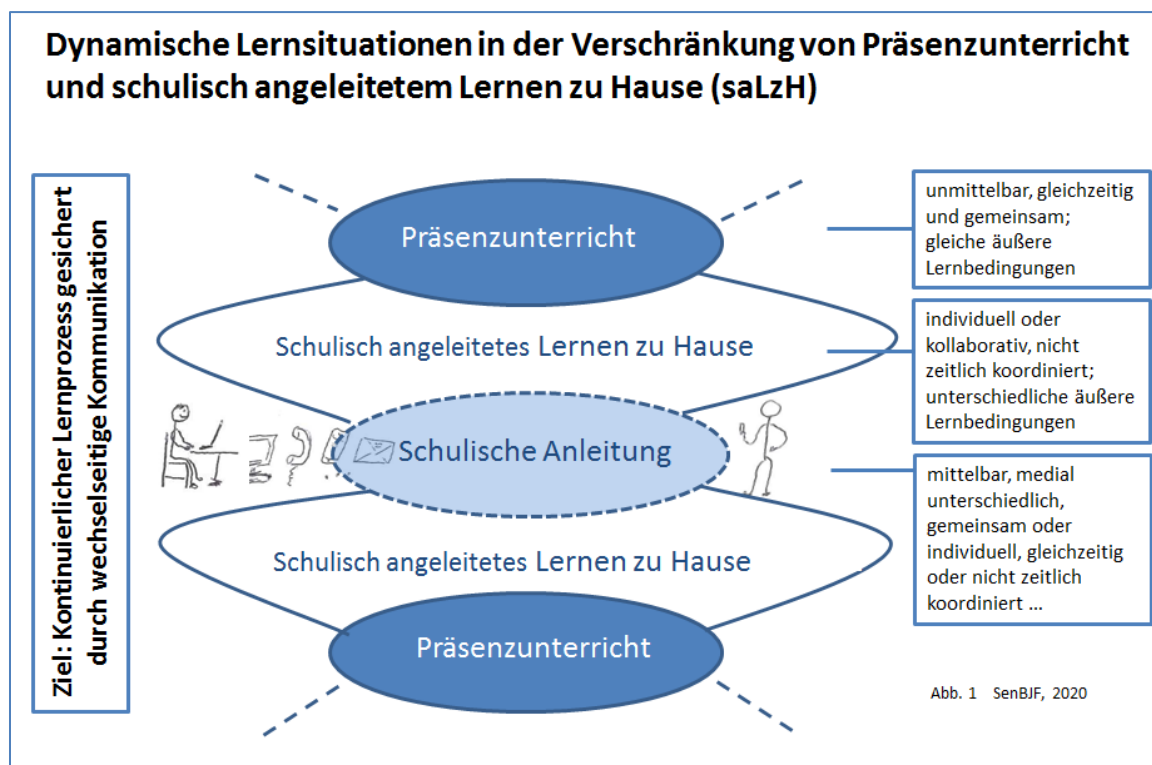 Dynamische Lernsituationen in der Verschränkung von Präsenzunterricht
und schulisch angeleitetem Lernen zu Hause (saLzH)
Ziel: Kontinuierlicher Lernprozess gesichert
durch wechselseitige Kommunikation
Präsenzunterricht
unmittelbar, gleichzeitig
und gemeinsam;
gleiche äußere
Lernbedingungen
Schulisch angeleitetes Lernen zu Hause
individuell oder
kollaborativ, nicht
zeitlich koordiniert;
unterschiedliche äußere
Lernbedingungen
Schulische Anleitung
mittelbar, medial
unterschiedlich,
gemeinsam oder
individuell, gleichzeitig
oder nicht zeitlich
koordiniert ...
Schulisch angeleitetes Lernen zu Hause
Präsenzunterricht
Abb. 1 SenBJF, 2020